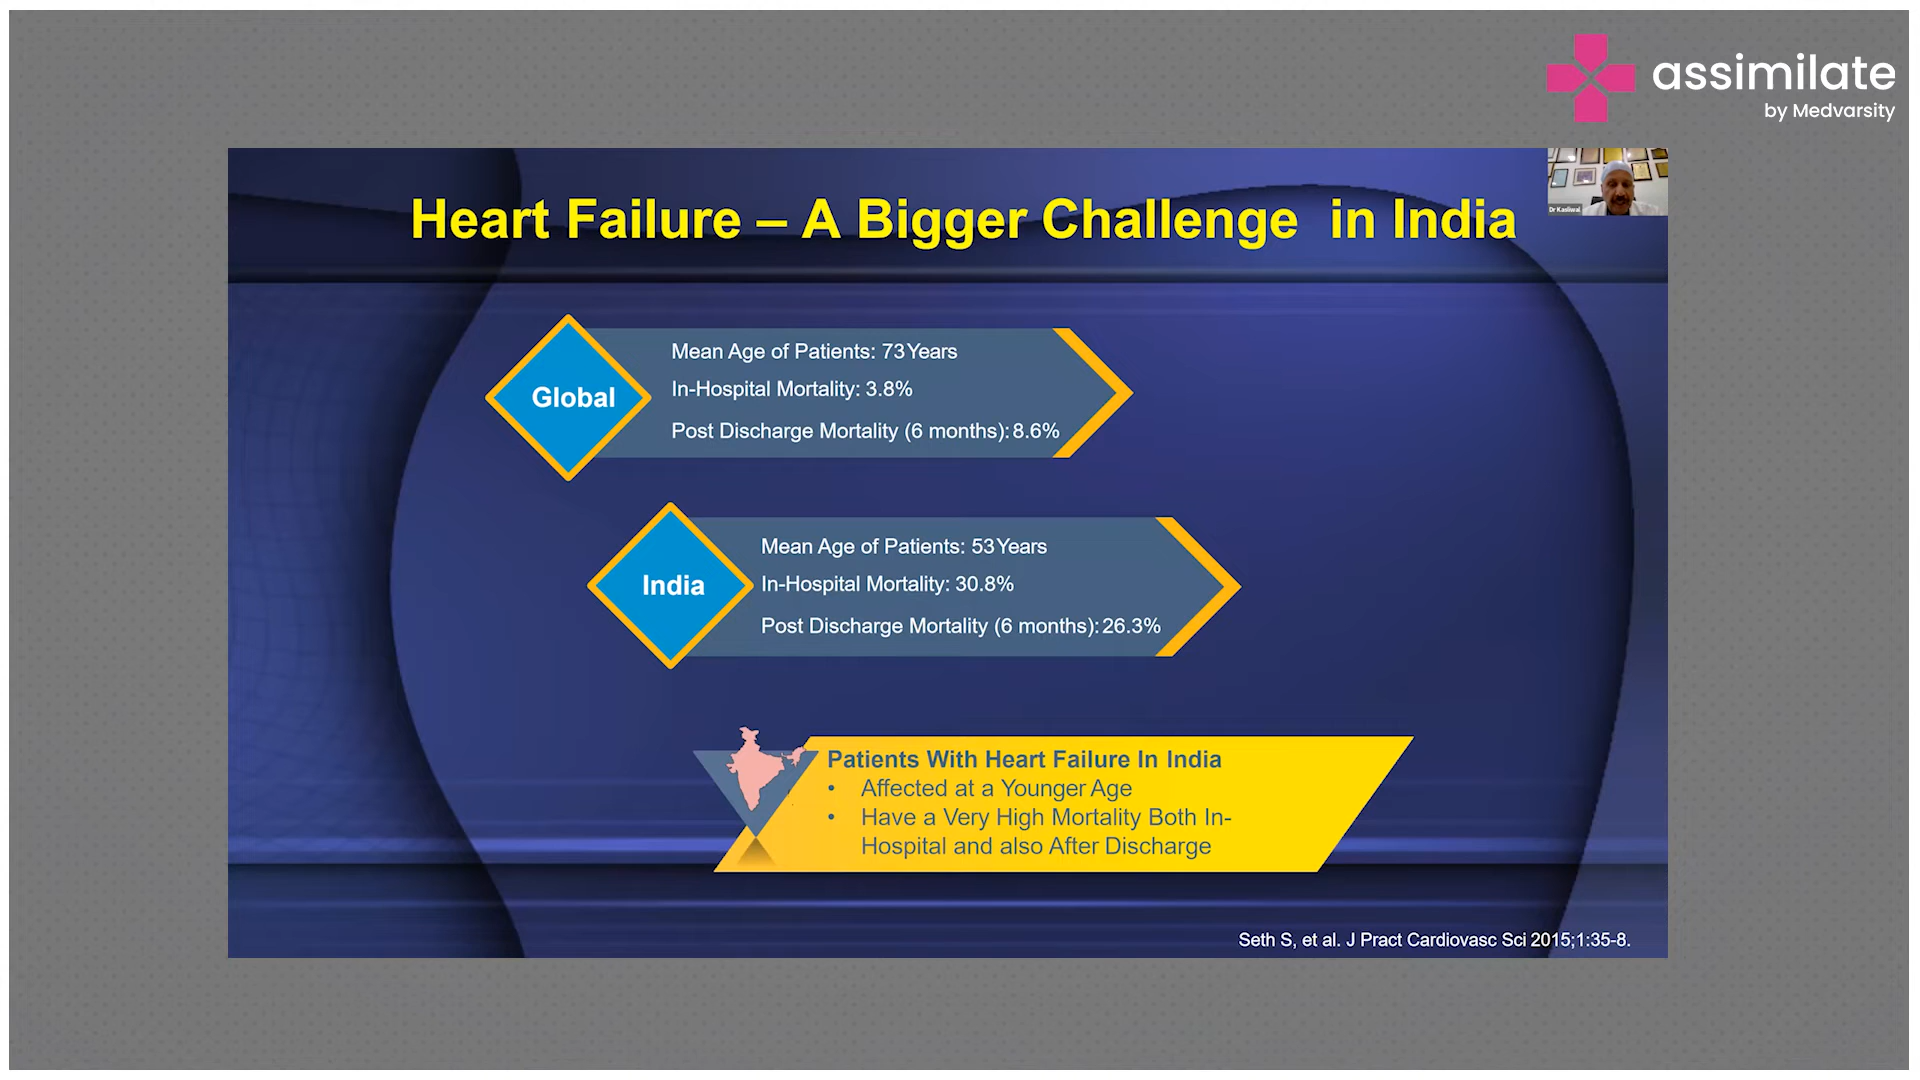 assimilate
by Medvarsity
Dr Kasliwal
Heart Failure – A Bigger Challenge in India
Global
Mean Age of Patients: 73 Years
In-Hospital Mortality: 3.8%
Post Discharge Mortality (6 months): 8.6%
India
Mean Age of Patients: 53 Years
In-Hospital Mortality: 30.8%
Post Discharge Mortality (6 months): 26.3%
Patients With Heart Failure In India
• Affected at a Younger Age
• Have a Very High Mortality Both In-
Hospital and also After Discharge
Seth S, et al. J Pract Cardiovasc Sci 2015;1:35-8.